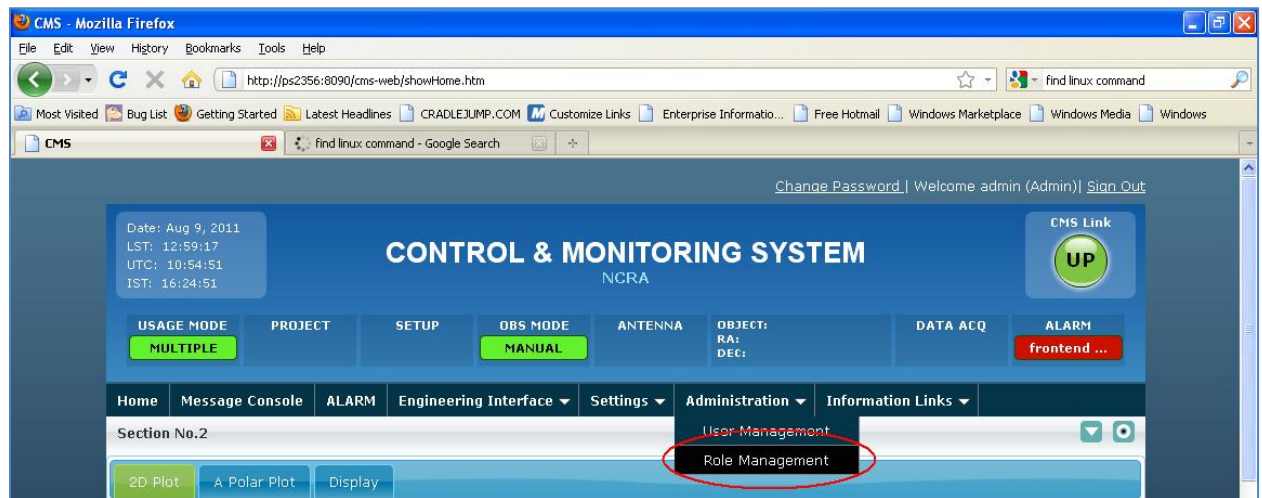 CMS - Mozilla Firefox
File Edit View History Bookmarks Tools Help
http://ps2356:8090/cms-web/showHome.htm find linux command
Most Visited Bug List Getting Started Latest Headlines CRADLEJUMP.COM Customize Links Enterprise Informatio... Free Hotmail Windows Marketplace Windows Media Windows
CMS find linux command - Google Search
Change Password | Welcome admin (Admin)| Sign Out
Date: Aug 9, 2011
LST: 12:59:17
UTC: 10:54:51
IST: 16:24:51
CONTROL & MONITORING SYSTEM
NCRA
CMS Link
UP
USAGE MODE PROJECT SETUP OBS MODE ANTENNA OBJECT: DATA ACQ ALARM
RA:
DEC:
MULTIPLE MANUAL frontend ...
Home Message Console ALARM Engineering Interface Settings Administration Information Links
Section No.2
User Management
Role Management
2D Plot A Polar Plot Display